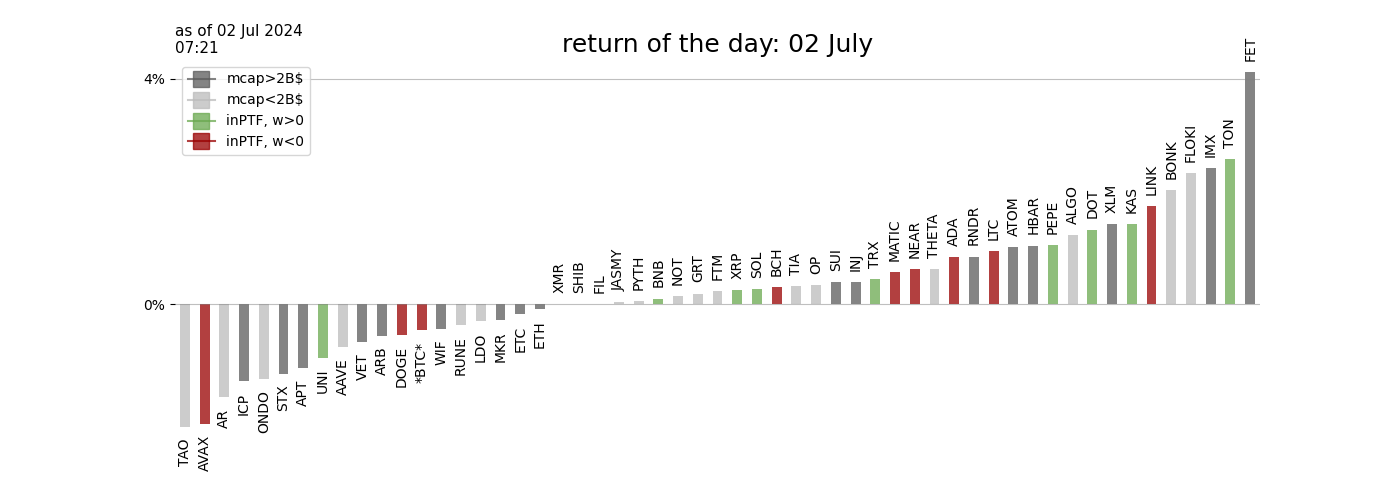 as of 02 Jul 2024
07:21
return of the day: 02 July
4%
0%
mcap>2B$
mcap<2B$
inPTF, w>0
inPTF, w<0
TAO
AVAX
AR
ICP
ONDO
STX
APT
UNI
AAVE
VET
ARB
DOGE
*BTC*
WIF
RUNE
LDO
MKR
ETC
ETH
XMR
SHIB
FIL
JASMY
PYTH
BNB
NOT
GRT
FTM
XRP
SOL
BCH
TIA
OP
SUI
INJ
TRX
MATIC
NEAR
THETA
ADA
RNDR
LTC
ATOM
HBAR
PEPE
ALGO
DOT
XLM
KAS
LINK
BONK
FLOKI
IMX
TON
FET